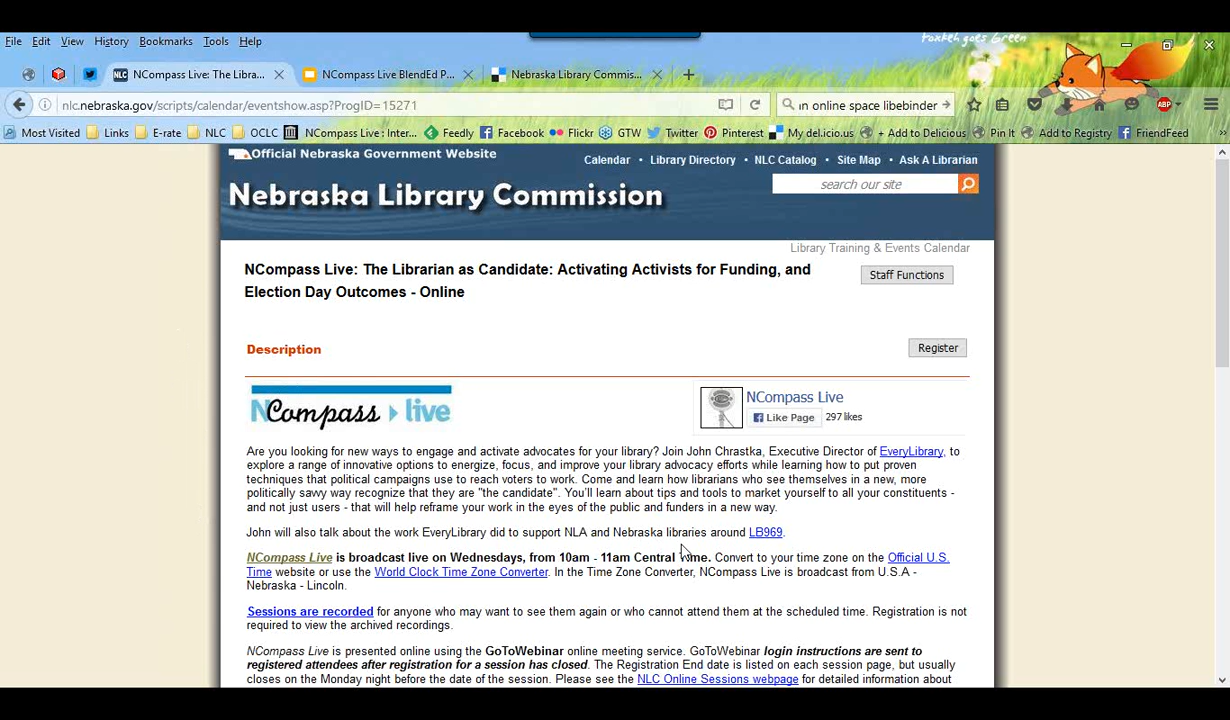 Foxkeh goes Green
File Edit View History Bookmarks Tools Help
NCompass Live: The Libra... NCompass Live BlendEd P... Nebraska Library Commiss...
nlc.nebraska.gov/scripts/calendar/eventshow.asp?ProgID=15271 in online space libebinder
Most Visited Links E-rate NLC OCLC NCompass Live : Inter... Feedly Facebook Flickr GTW Twitter Pinterest My del.icio.us + Add to Delicious Pin It Add to Registry FriendFeed
Official Nebraska Government Website
Calendar • Library Directory • NLC Catalog • Site Map • Ask A Librarian
Nebraska Library Commission
search our site
Library Training & Events Calendar
NCompass Live: The Librarian as Candidate: Activating Activists for Funding, and
Election Day Outcomes - Online
Staff Functions
Description
Register
NCompass live
NCompass Live
Like Page 297 likes
Are you looking for new ways to engage and activate advocates for your library? Join John Chrastka, Executive Director of EveryLibrary, to
explore a range of innovative options to energize, focus, and improve your library advocacy efforts while learning how to put proven
techniques that political campaigns use to reach voters to work. Come and learn how librarians who see themselves in a new, more
politically savvy way recognize that they are "the candidate". You'll learn about tips and tools to market yourself to all your constituents -
and not just users - that will help reframe your work in the eyes of the public and funders in a new way.
John will also talk about the work EveryLibrary did to support NLA and Nebraska libraries around LB969.
NCompass Live is broadcast live on Wednesdays, from 10am - 11am Central Time. Convert to your time zone on the Official U.S.
Time website or use the World Clock Time Zone Converter. In the Time Zone Converter, NCompass Live is broadcast from U.S.A -
Nebraska - Lincoln.
Sessions are recorded for anyone who may want to see them again or who cannot attend them at the scheduled time. Registration is not
required to view the archived recordings.
NCompass Live is presented online using the GoToWebinar online meeting service. GoToWebinar login instructions are sent to
registered attendees after registration for a session has closed. The Registration End date is listed on each session page, but usually
closes on the Monday night before the date of the session. Please see the NLC Online Sessions webpage for detailed information about